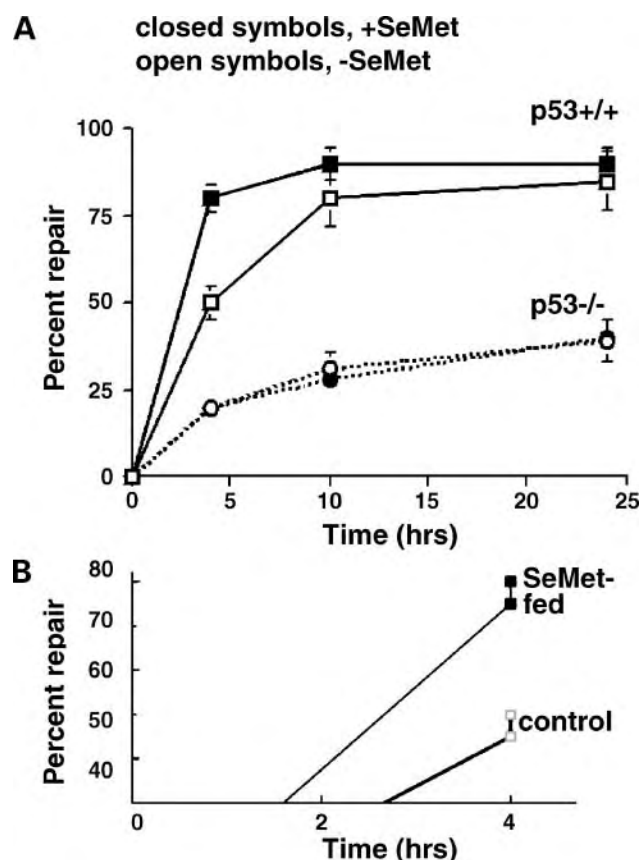 A
closed symbols, +SeMet
open symbols, -SeMet
p53+/+
100
75
50
25
0
Percent repair
p53-/-
0 5 10 15 20 25
Time (hrs)
B
80
70
50
40
Percent repair
SeMet-
fed
control
0 2 4
Time (hrs)